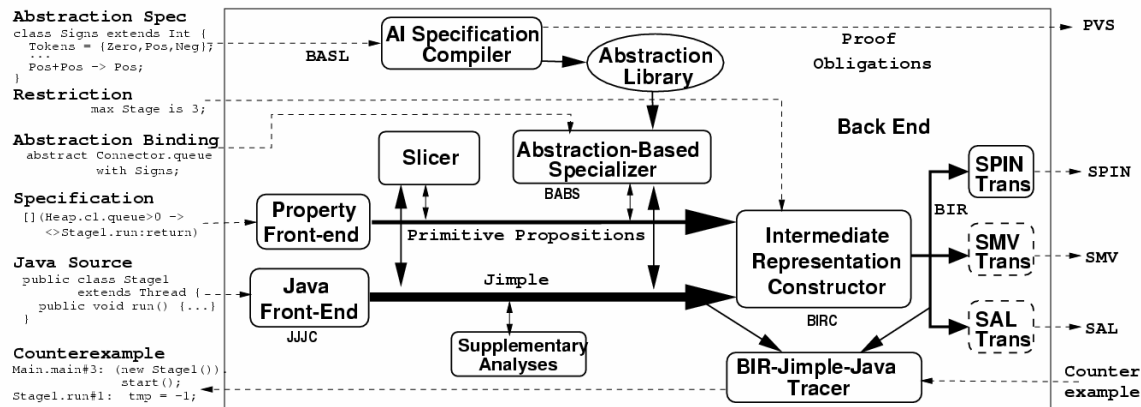 Abstraction Spec
class Signs extends Int {
Tokens = {Zero,Pos,Neg};
...
Pos+Pos -> Pos;
}
Restriction
max Stage is 3;
Abstraction Binding
abstract Connector.queue
with Signs;
Specification
[](Heap.c1.queue>0 ->
<>Stage1.run:return)
Java Source
public class Stage1
extends Thread {
public void run() {...}
}
Counterexample
Main.main#3: (new Stage1()).
start();
Stage1.run#1: tmp = -1;
BASL
AI Specification
Compiler
Abstraction
Library
Proof
Obligations
PVS
Slicer
Abstraction-Based
Specializer
BABS
Back End
Property
Front-end
Primitive Propositions
Java
Front-End
JJJC
Jimple
Supplementary
Analyses
Intermediate
Representation
Constructor
BIRC
BIR
SPIN
Trans
SPIN
SMV
Trans
SMV
SAL
Trans
SAL
BIR-Jimple-Java
Tracer
Counter
example